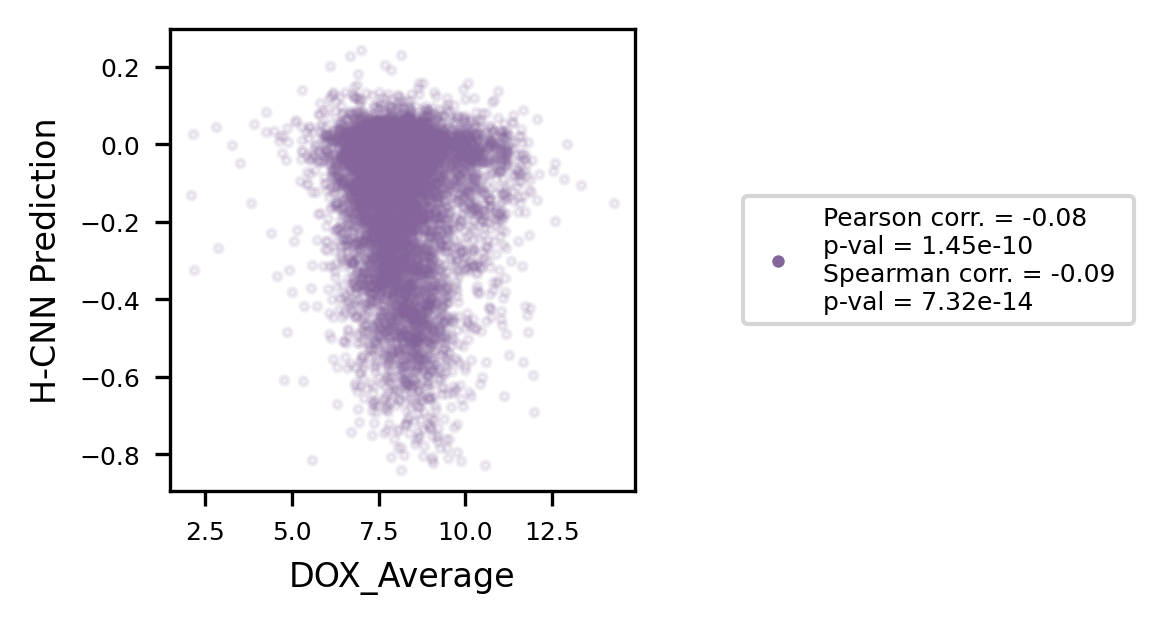 H-CNN Prediction
0.2
0.0
−0.2
−0.4
−0.6
−0.8
2.5 5.0 7.5 10.0 12.5
DOX_Average
Pearson corr. = -0.08
p-val = 1.45e-10
Spearman corr. = -0.09
p-val = 7.32e-14